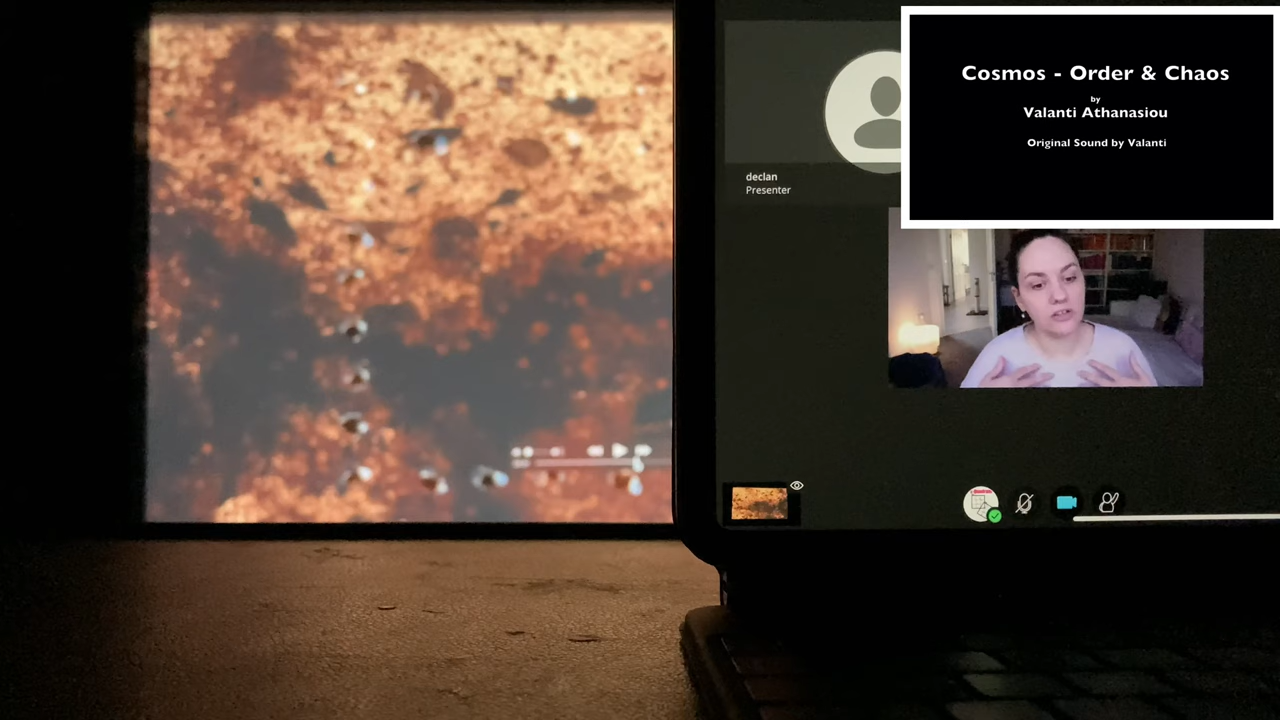 Cosmos - Order & Chaos
by
Valanti Athanasiou
Original Sound by Valanti
declan
Presenter